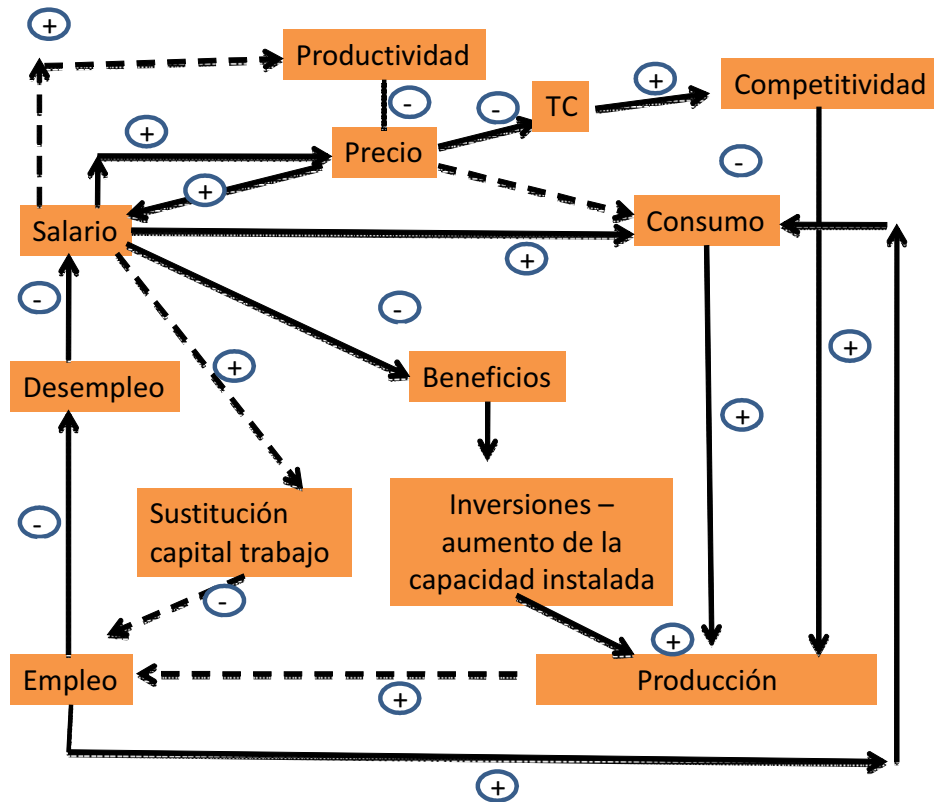 +
Productividad
-
-
TC
+
Competitividad
+
Precio
-
+
Salario
Consumo
+
-
-
+
+
Desempleo
Beneficios
+
-
Sustitución
capital trabajo
Inversiones –
aumento de la
capacidad instalada
-
+
Empleo
Producción
+
+